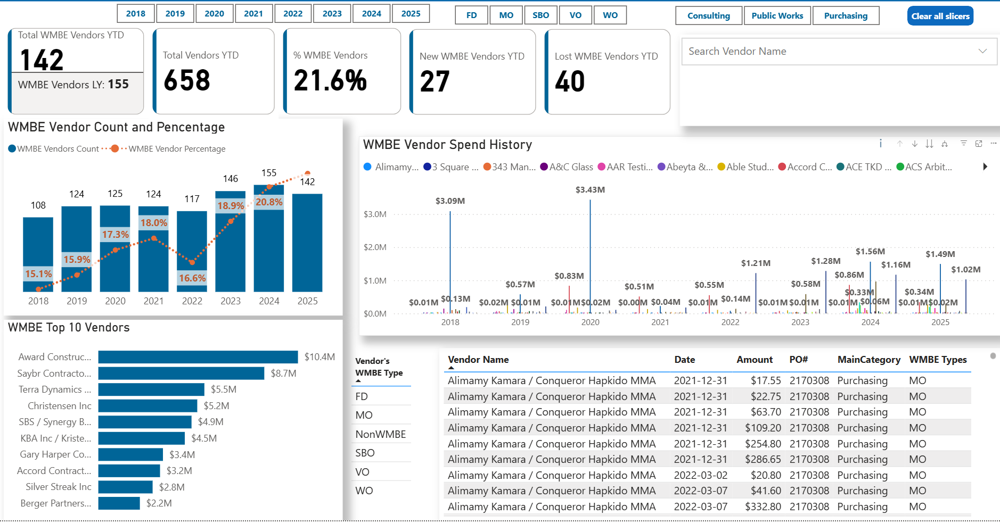 2018 2019 2020 2021 2022 2023 2024 2025 FD MO SBO VO WO Consulting Public Works Purchasing Clear all slicers
Total WMBE Vendors YTD
142
WMBE Vendors LY: 155
Total Vendors YTD
658
% WMBE Vendors
21.6%
New WMBE Vendors YTD
27
Lost WMBE Vendors YTD
40
Search Vendor Name
WMBE Vendor Count and Pencentage
WMBE Vendors Count WMBE Vendor Percentage
108 124 125 124 117 146 155 142
15.1% 15.9% 17.3% 18.0% 16.6% 18.9% 20.8%
2018 2019 2020 2021 2022 2023 2024 2025
WMBE Vendor Spend History
Alimamy... 3 Square ... 343 Man... A&C Glass AAR Testi... Abeyta &... Able Stud... Accord C... ACE TKD ... ACS Arbit...
$3.0M
$2.0M
$1.0M
$0.0M
$0.01M $3.09M $0.13M
$0.02M $0.57M $0.01M
$0.01M $0.83M $3.43M $0.02M
$0.00M $0.51M $0.04M
$0.01M $0.55M $0.14M $1.21M
$0.01M $0.58M $0.01M $1.28M
$0.01M $0.86M $0.33M $1.56M $0.06M $1.16M
$0.01M $0.34M $1.49M $0.02M $1.02M
2018 2019 2020 2021 2022 2023 2024 2025
WMBE Top 10 Vendors
Award Construc... $10.4M
Saybr Contracto... $8.7M
Terra Dynamics ... $5.5M
Christensen Inc $5.2M
SBS / Synergy B... $4.9M
KBA Inc / Kriste... $4.5M
Gary Harper Co... $3.4M
Accord Contract... $3.2M
Silver Streak Inc $2.8M
Berger Partners... $2.2M
Vendor's
WMBE Type
FD
MO
NonWMBE
SBO
VO
WO
Vendor Name Date Amount PO# MainCategory WMBE Types
Alimamy Kamara / Conqueror Hapkido MMA 2021-12-31 $17.55 2170308 Purchasing MO
Alimamy Kamara / Conqueror Hapkido MMA 2021-12-31 $22.75 2170308 Purchasing MO
Alimamy Kamara / Conqueror Hapkido MMA 2021-12-31 $63.70 2170308 Purchasing MO
Alimamy Kamara / Conqueror Hapkido MMA 2021-12-31 $109.20 2170308 Purchasing MO
Alimamy Kamara / Conqueror Hapkido MMA 2021-12-31 $254.80 2170308 Purchasing MO
Alimamy Kamara / Conqueror Hapkido MMA 2021-12-31 $286.65 2170308 Purchasing MO
Alimamy Kamara / Conqueror Hapkido MMA 2022-03-02 $20.80 2170308 Purchasing MO
Alimamy Kamara / Conqueror Hapkido MMA 2022-03-07 $41.60 2170308 Purchasing MO
Alimamy Kamara / Conqueror Hapkido MMA 2022-03-07 $332.80 2170308 Purchasing MO